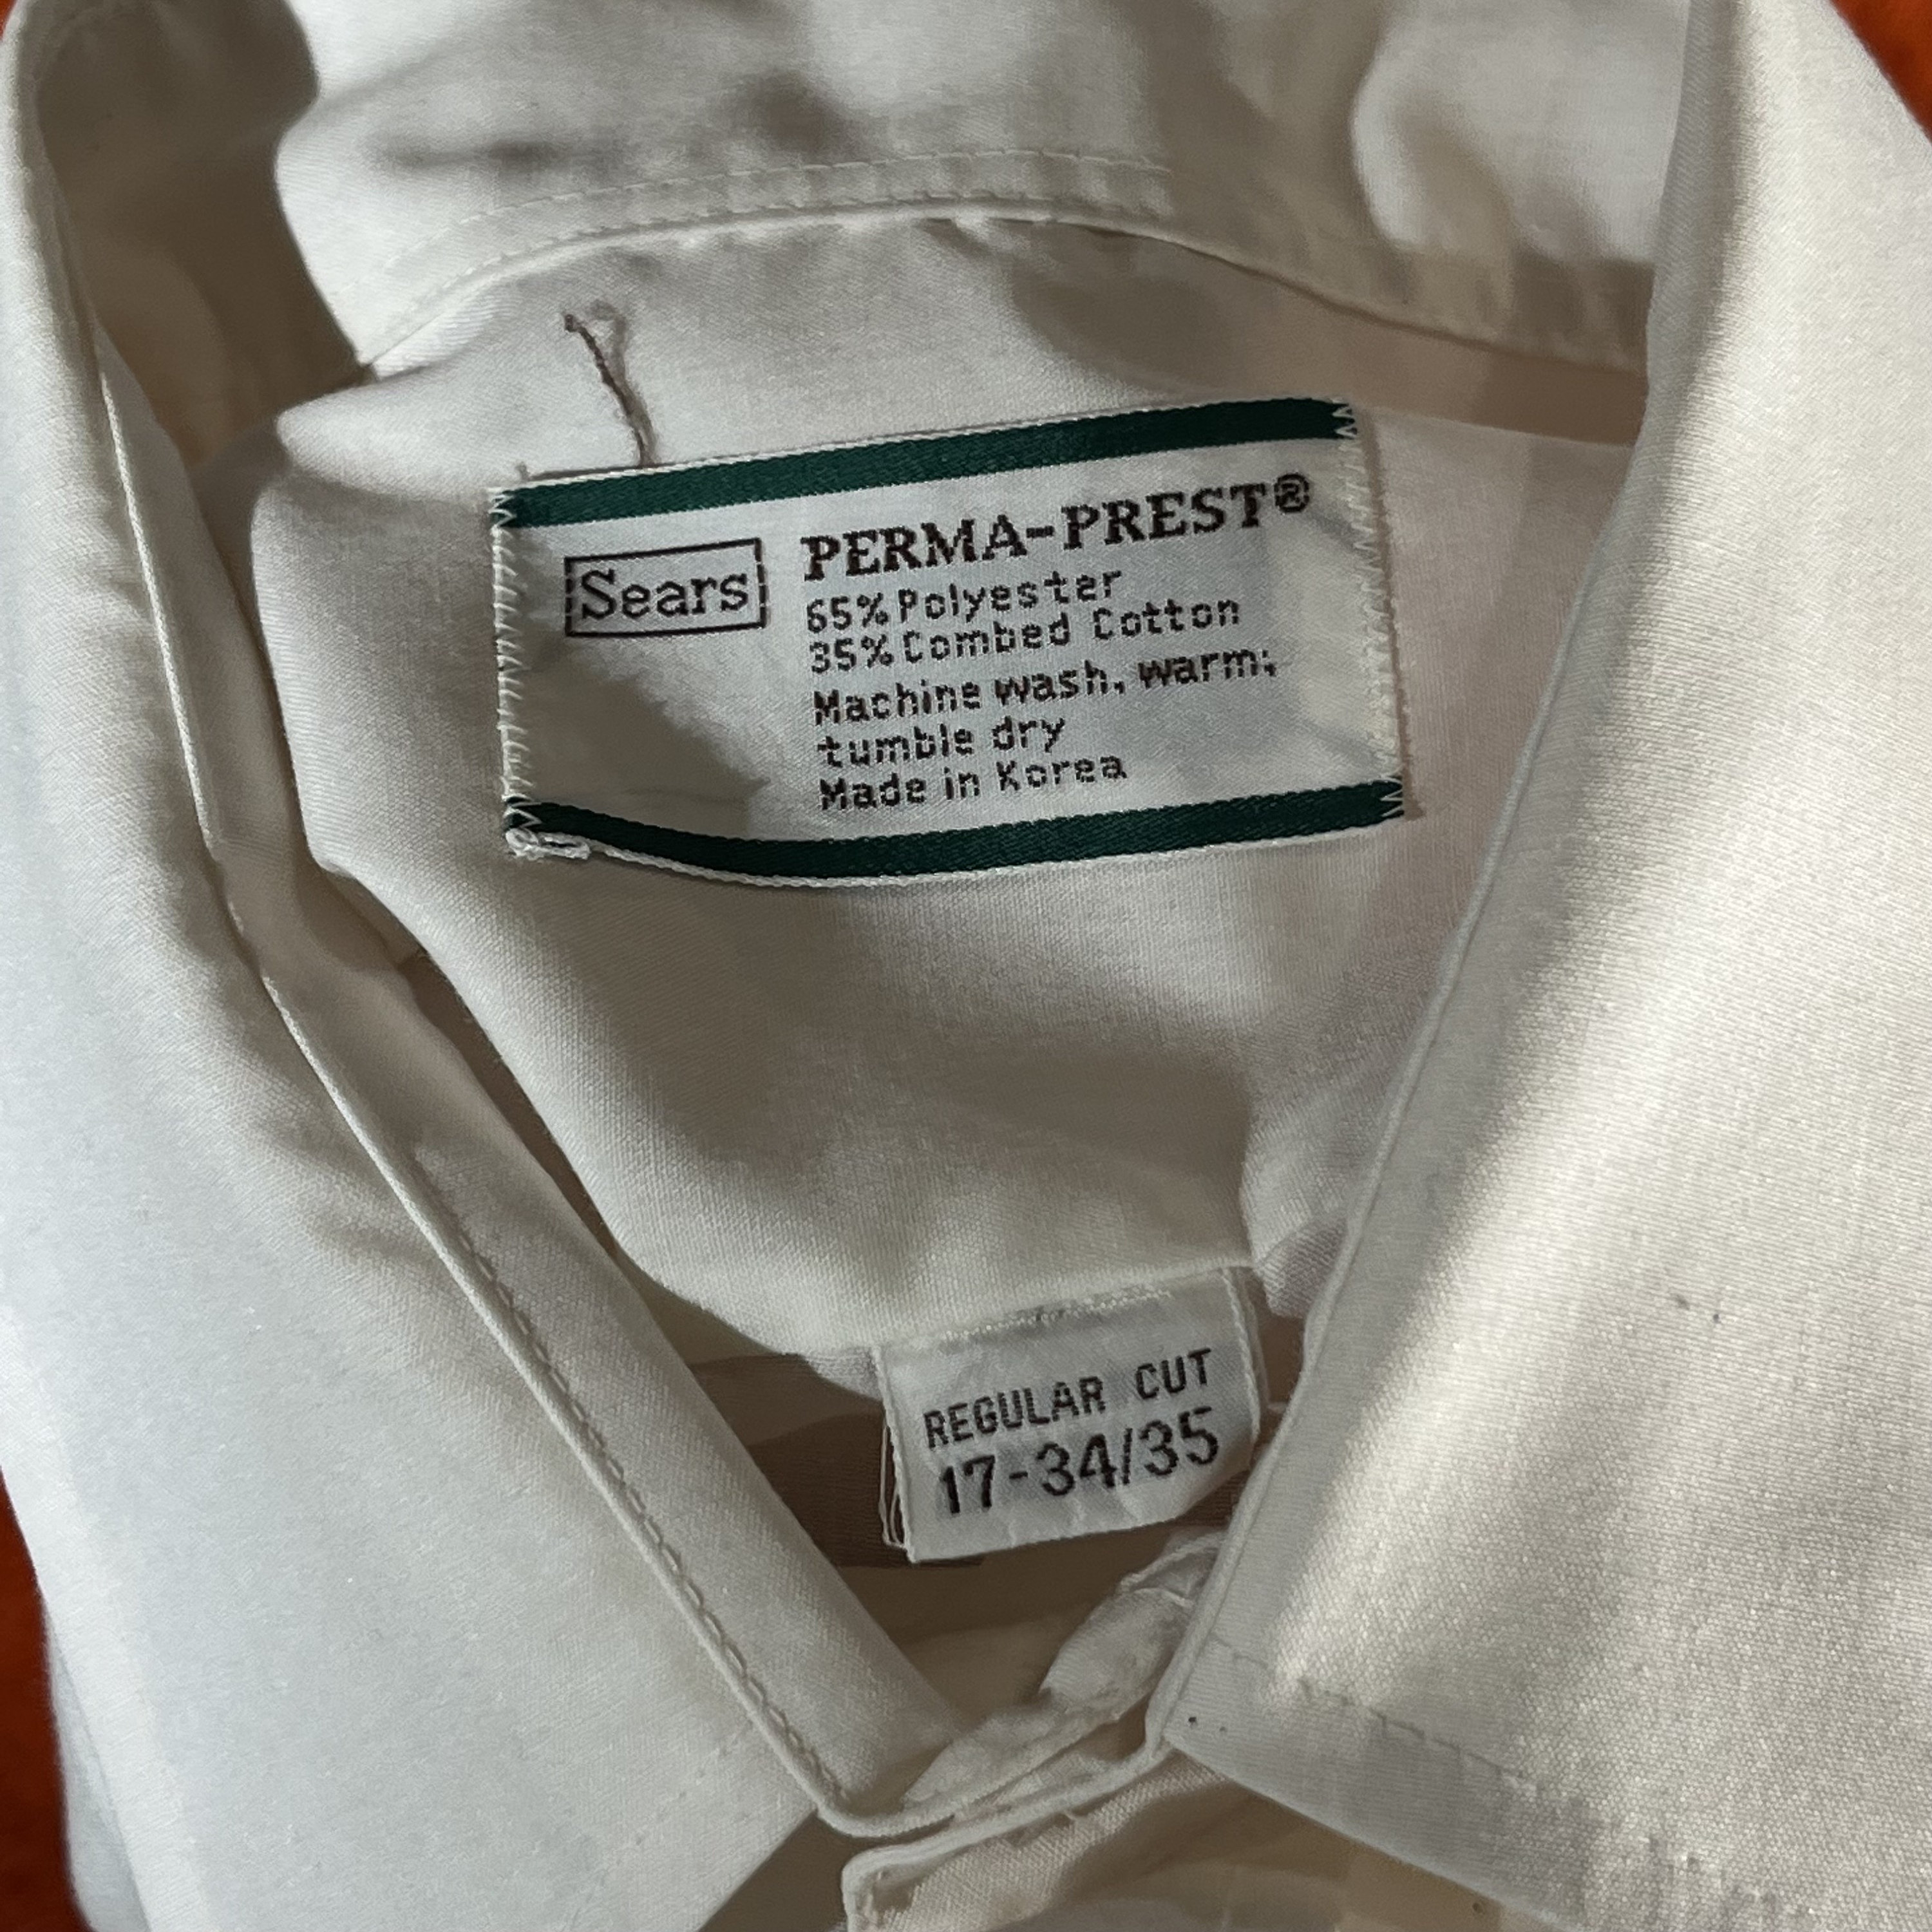 Sears
PERMA-PREST®
65% Polyester
35% Combed Cotton
Machine wash, warm;
tumble dry
Made in Korea
REGULAR CUT
17-34/35